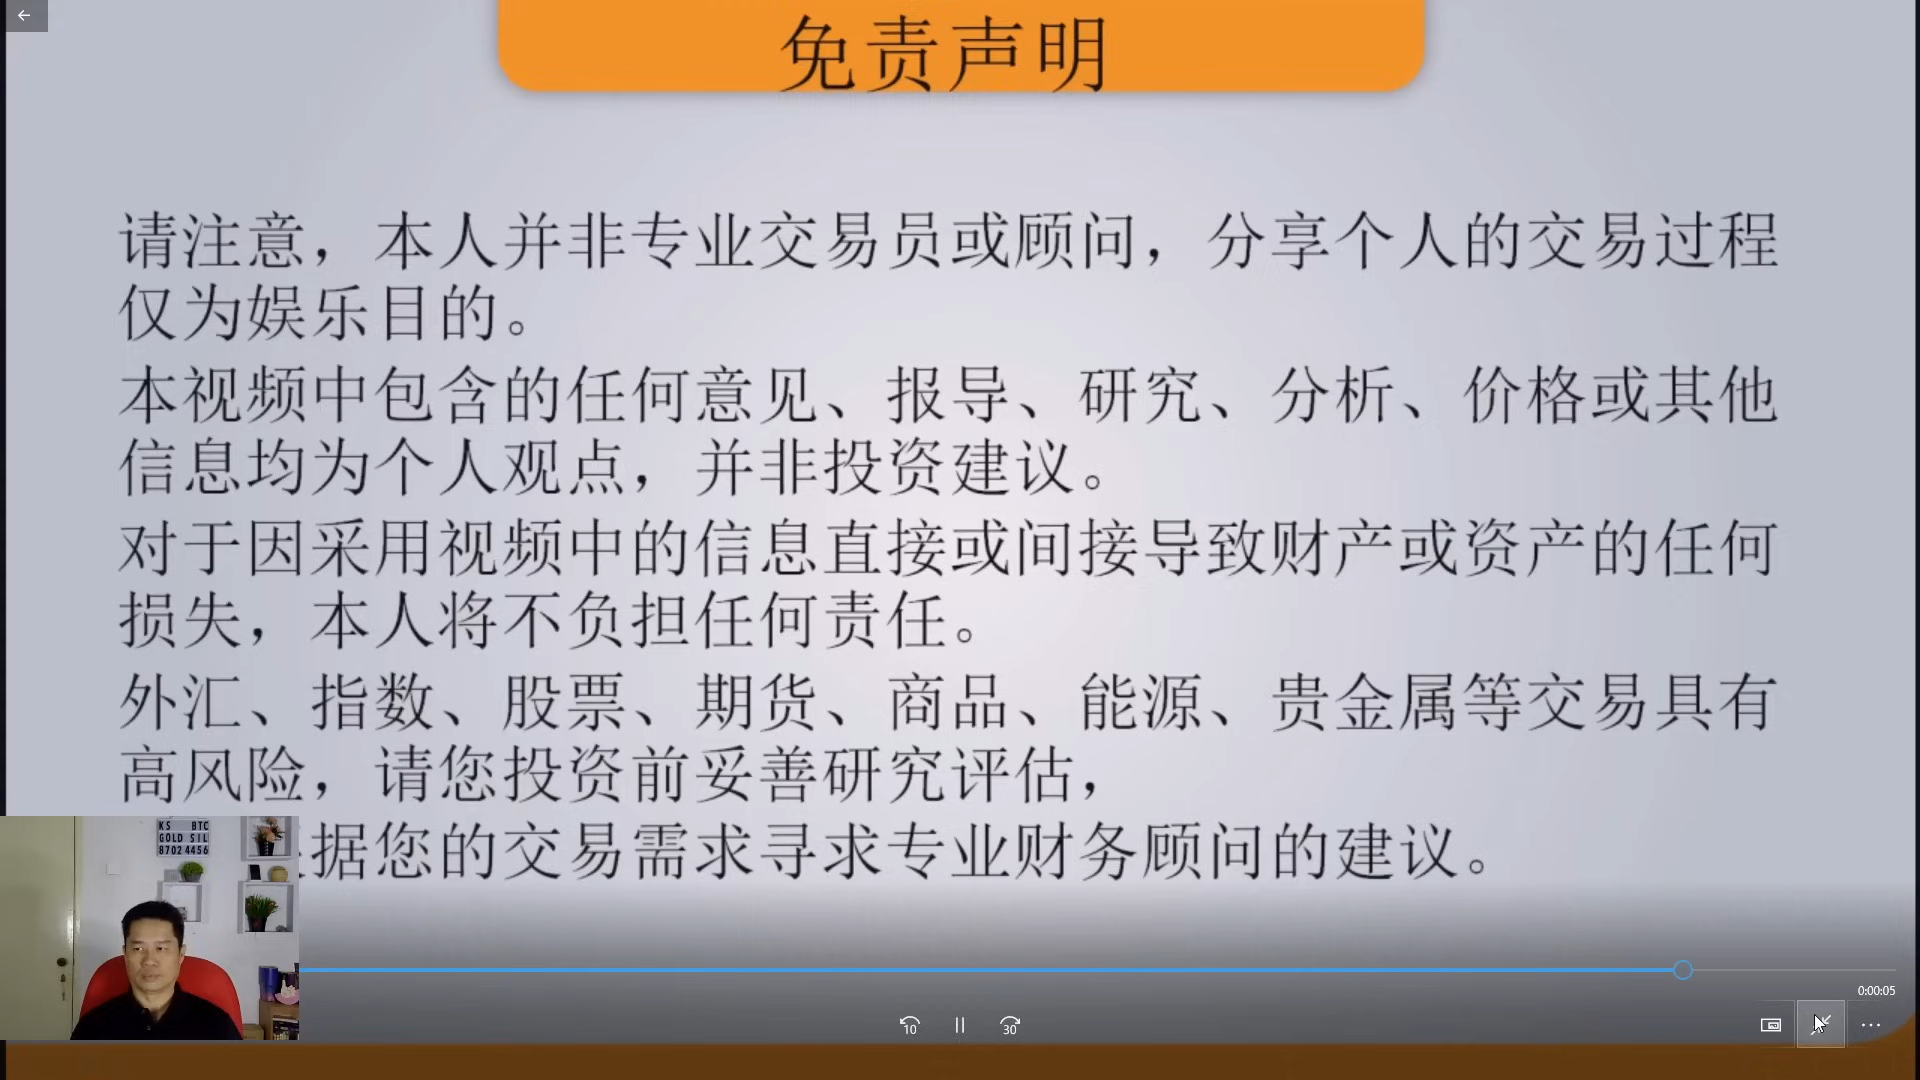 免责声明
请注意，本人并非专业交易员或顾问，分享个人的交易过程
仅为娱乐目的。
本视频中包含的任何意见、报导、研究、分析、价格或其他
信息均为个人观点，并非投资建议。
对于因采用视频中的信息直接或间接导致财产或资产的任何
损失，本人将不负担任何责任。
外汇、指数、股票、期货、商品、能源、贵金属等交易具有
高风险，请您投资前妥善研究评估，
据您的交易需求寻求专业财务顾问的建议。
KS BTC
GOLD SIL
8702 4456
0:00:05
10
30